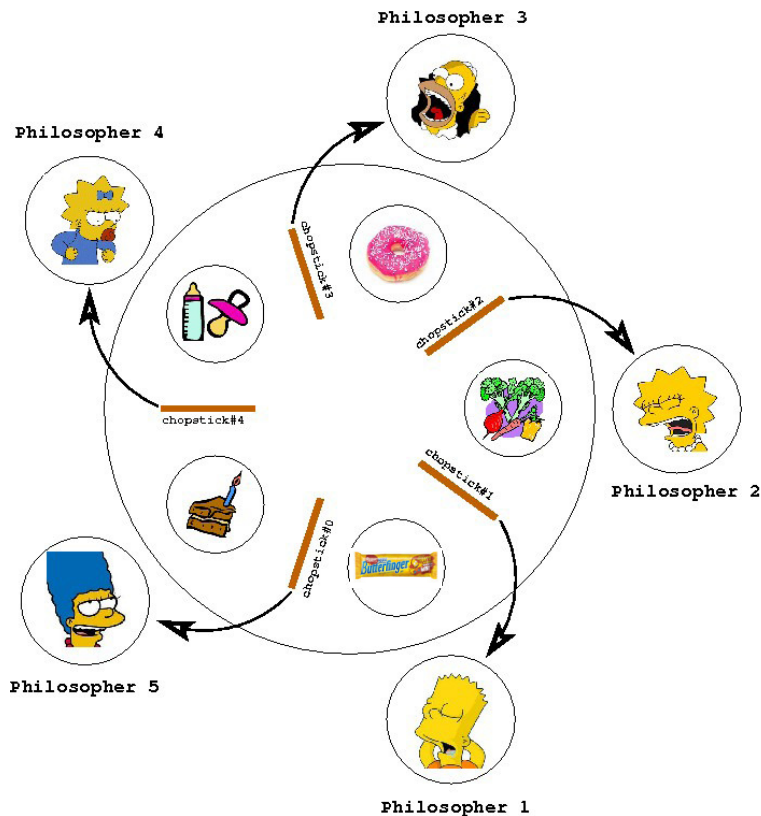 Philosopher 3
Philosopher 4
chopstick#3
chopstick#2
chopstick#4
chopstick#1
Philosopher 2
chopstick#0
Butterfinger
Philosopher 5
Philosopher 1